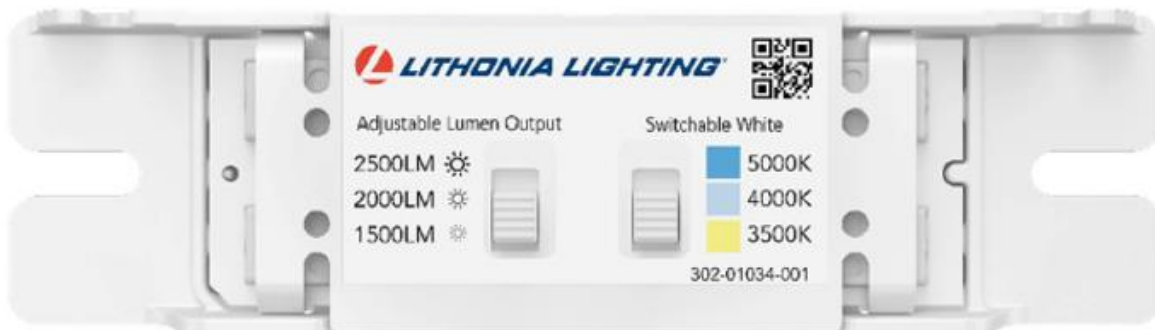 LITHONIA LIGHTING
Adjustable Lumen Output
2500LM
2000LM
1500LM
Switchable White
5000K
4000K
3500K
302-01034-001